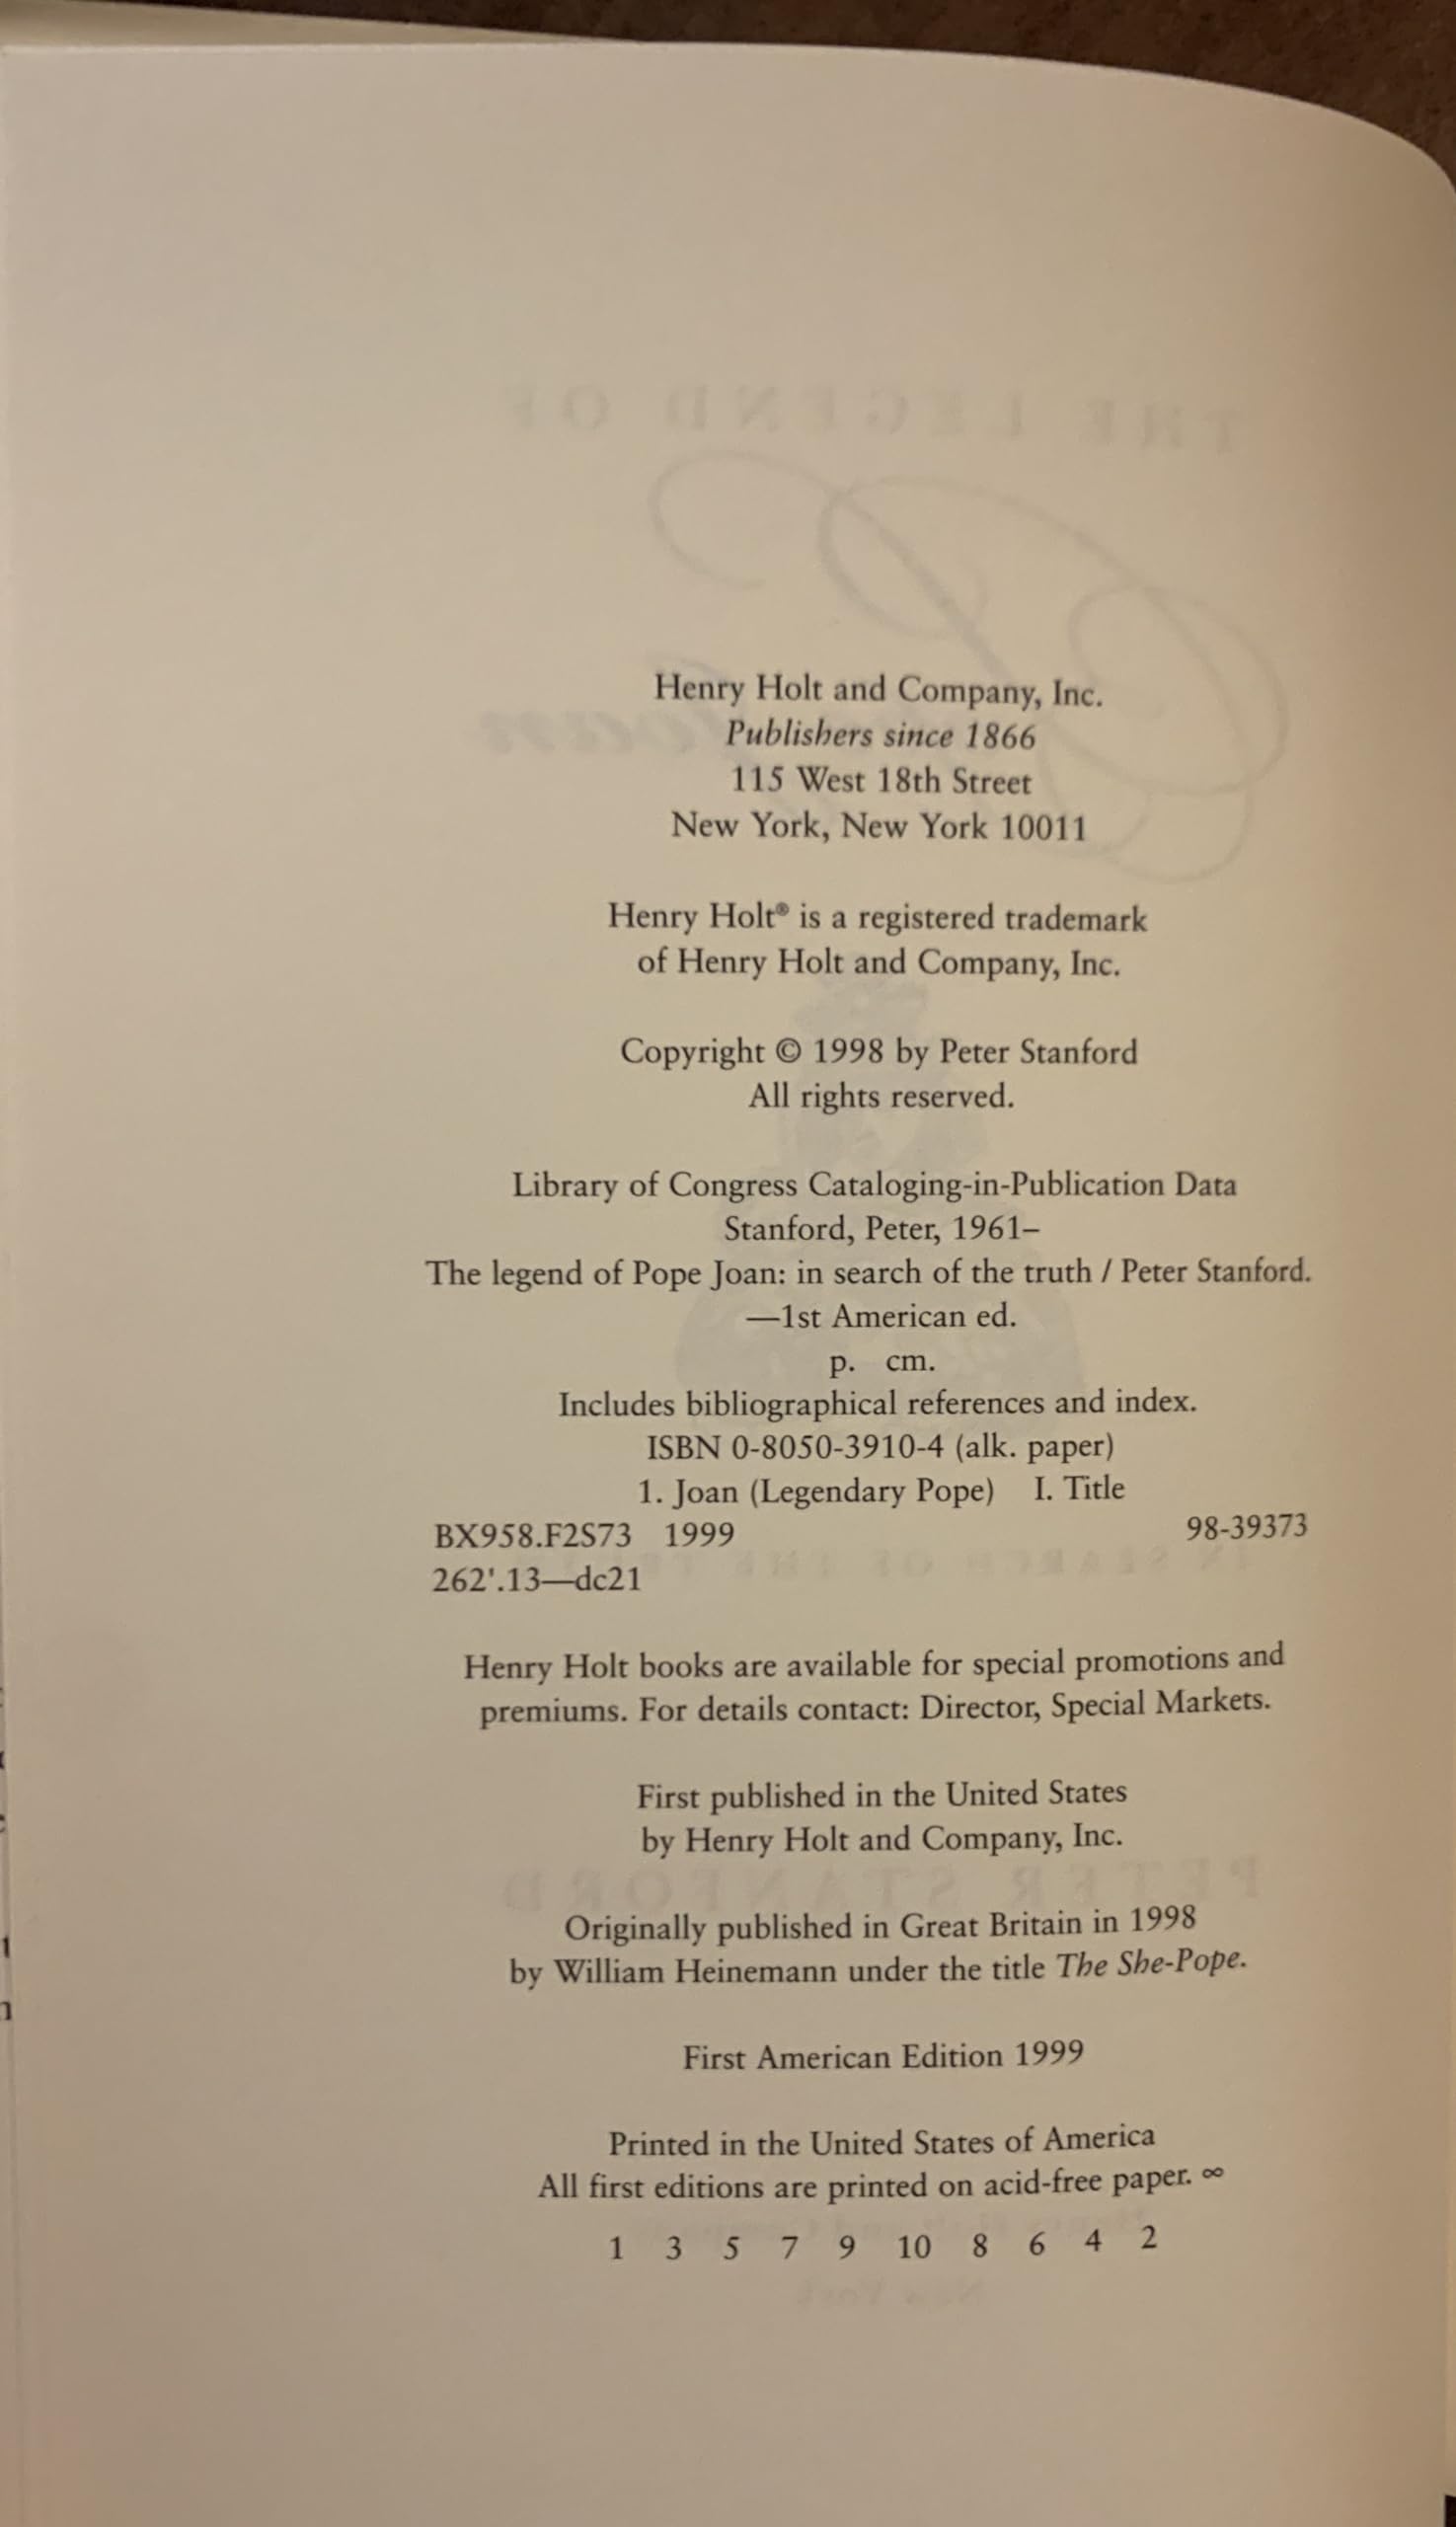 Henry Holt and Company, Inc.
Publishers since 1866
115 West 18th Street
New York, New York 10011
Henry Holt® is a registered trademark
of Henry Holt and Company, Inc.
Copyright © 1998 by Peter Stanford
All rights reserved.
Library of Congress Cataloging-in-Publication Data
Stanford, Peter, 1961–
The legend of Pope Joan: in search of the truth / Peter Stanford.
—1st American ed.
p. cm.
Includes bibliographical references and index.
ISBN 0-8050-3910-4 (alk. paper)
1. Joan (Legendary Pope) I. Title
BX958.F2S73 1999 98-39373
262'.13—dc21
Henry Holt books are available for special promotions and
premiums. For details contact: Director, Special Markets.
First published in the United States
by Henry Holt and Company, Inc.
Originally published in Great Britain in 1998
by William Heinemann under the title The She-Pope.
First American Edition 1999
Printed in the United States of America
All first editions are printed on acid-free paper. ∞
1 3 5 7 9 10 8 6 4 2